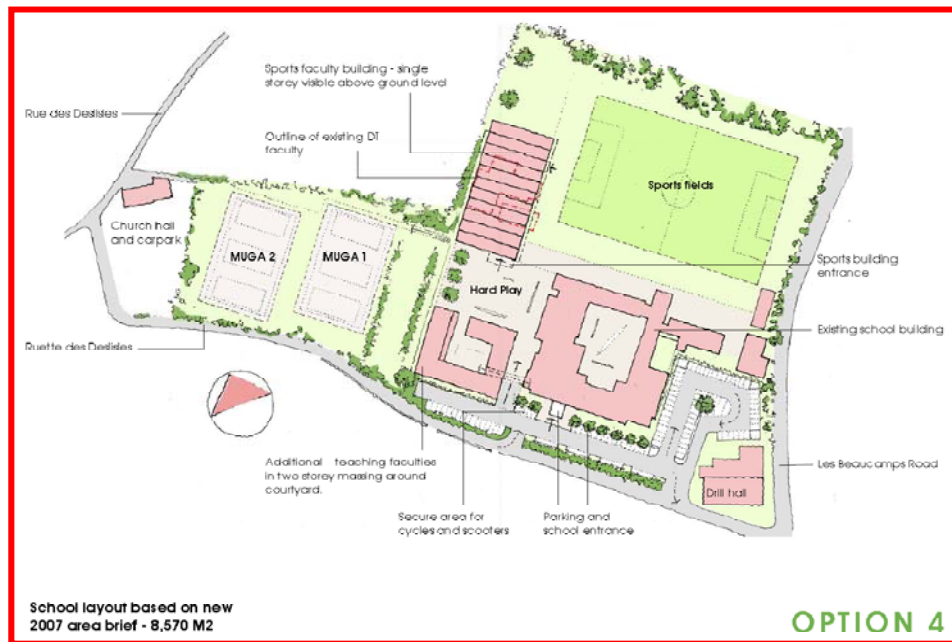 Sports faculty building - single
storey visible above ground level
Rue des Deslisles
Outline of existing DT
faculty
Sports fields
Church hall
and carpark
MUGA 2
MUGA 1
Sports building
entrance
Hard Play
Existing school building
Ruette des Deslisles
Additional teaching faculties
in two storey massing around
courtyard.
Les Beaucamps Road
Drill hall
Secure area for
cycles and scooters
Parking and
school entrance
School layout based on new
2007 area brief - 8,570 M2
OPTION 4